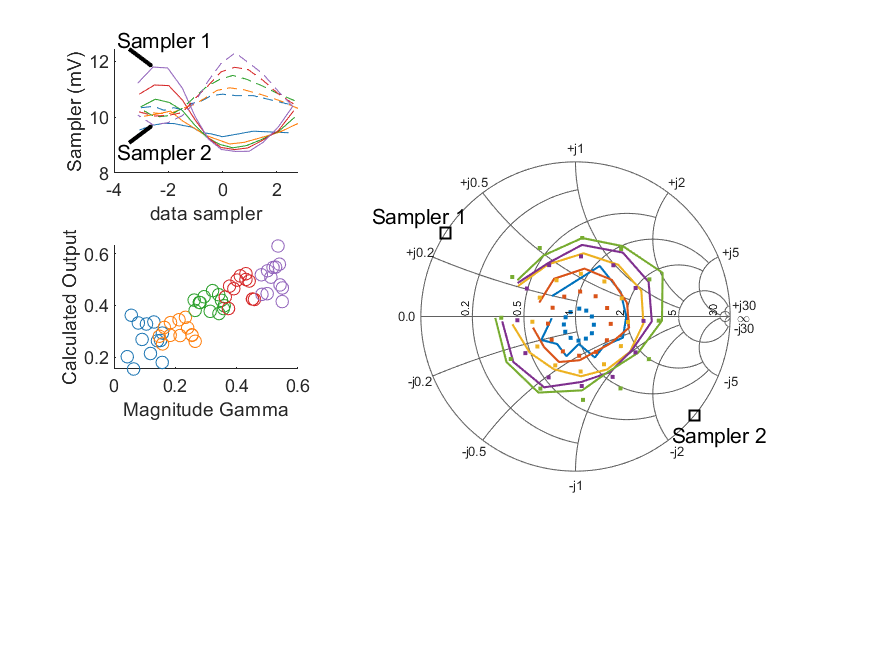 Sampler 1
12
10
8
Sampler (mV)
Sampler 2
-4
-2
0
2
data sampler
0.6
0.4
0.2
Calculated Output
0
0.2
0.4
0.6
Magnitude Gamma
+j1
+j0.5
+j2
Sampler 1
+j0.2
+j5
0.0
0.2
0.5
1
2
5
30
+j30
∞
-j30
-j0.2
-j5
Sampler 2
-j0.5
-j2
-j1